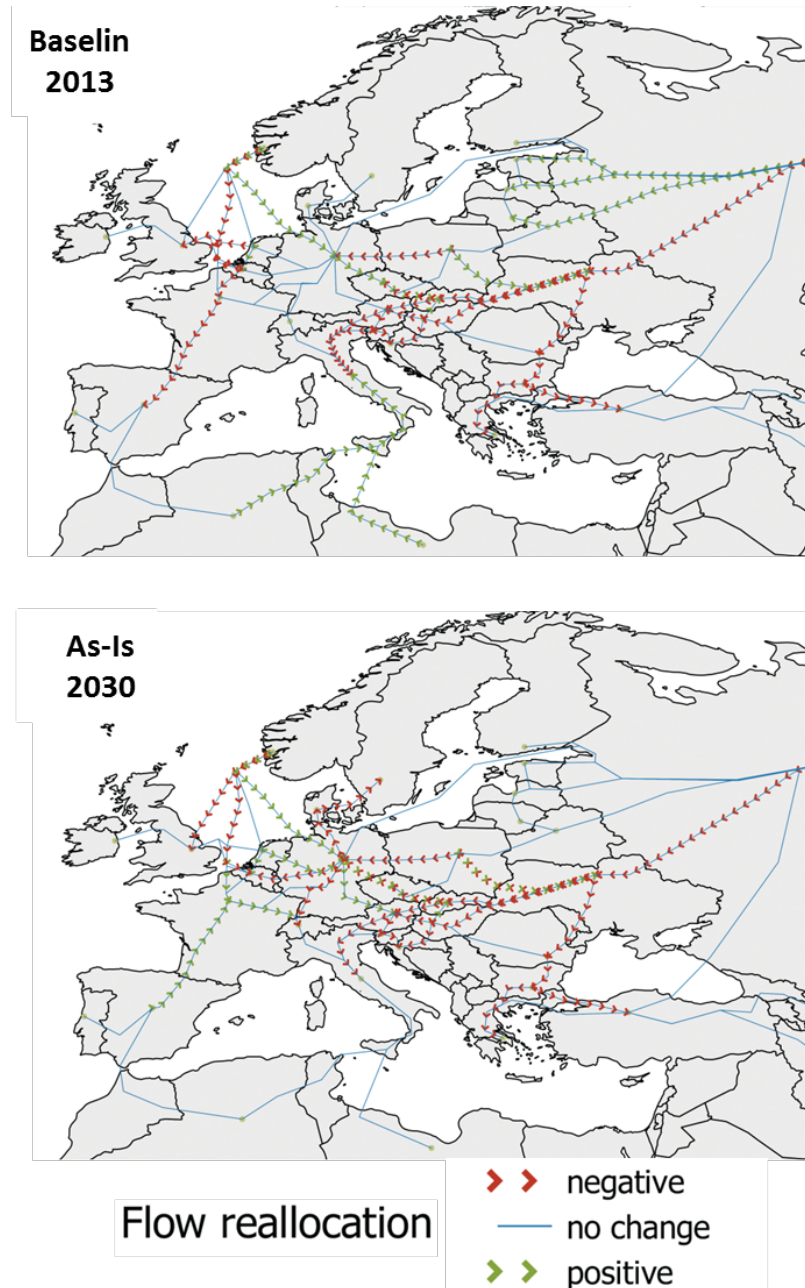 Baselin
2013
As-Is
2030
Flow reallocation
negative
no change
positive